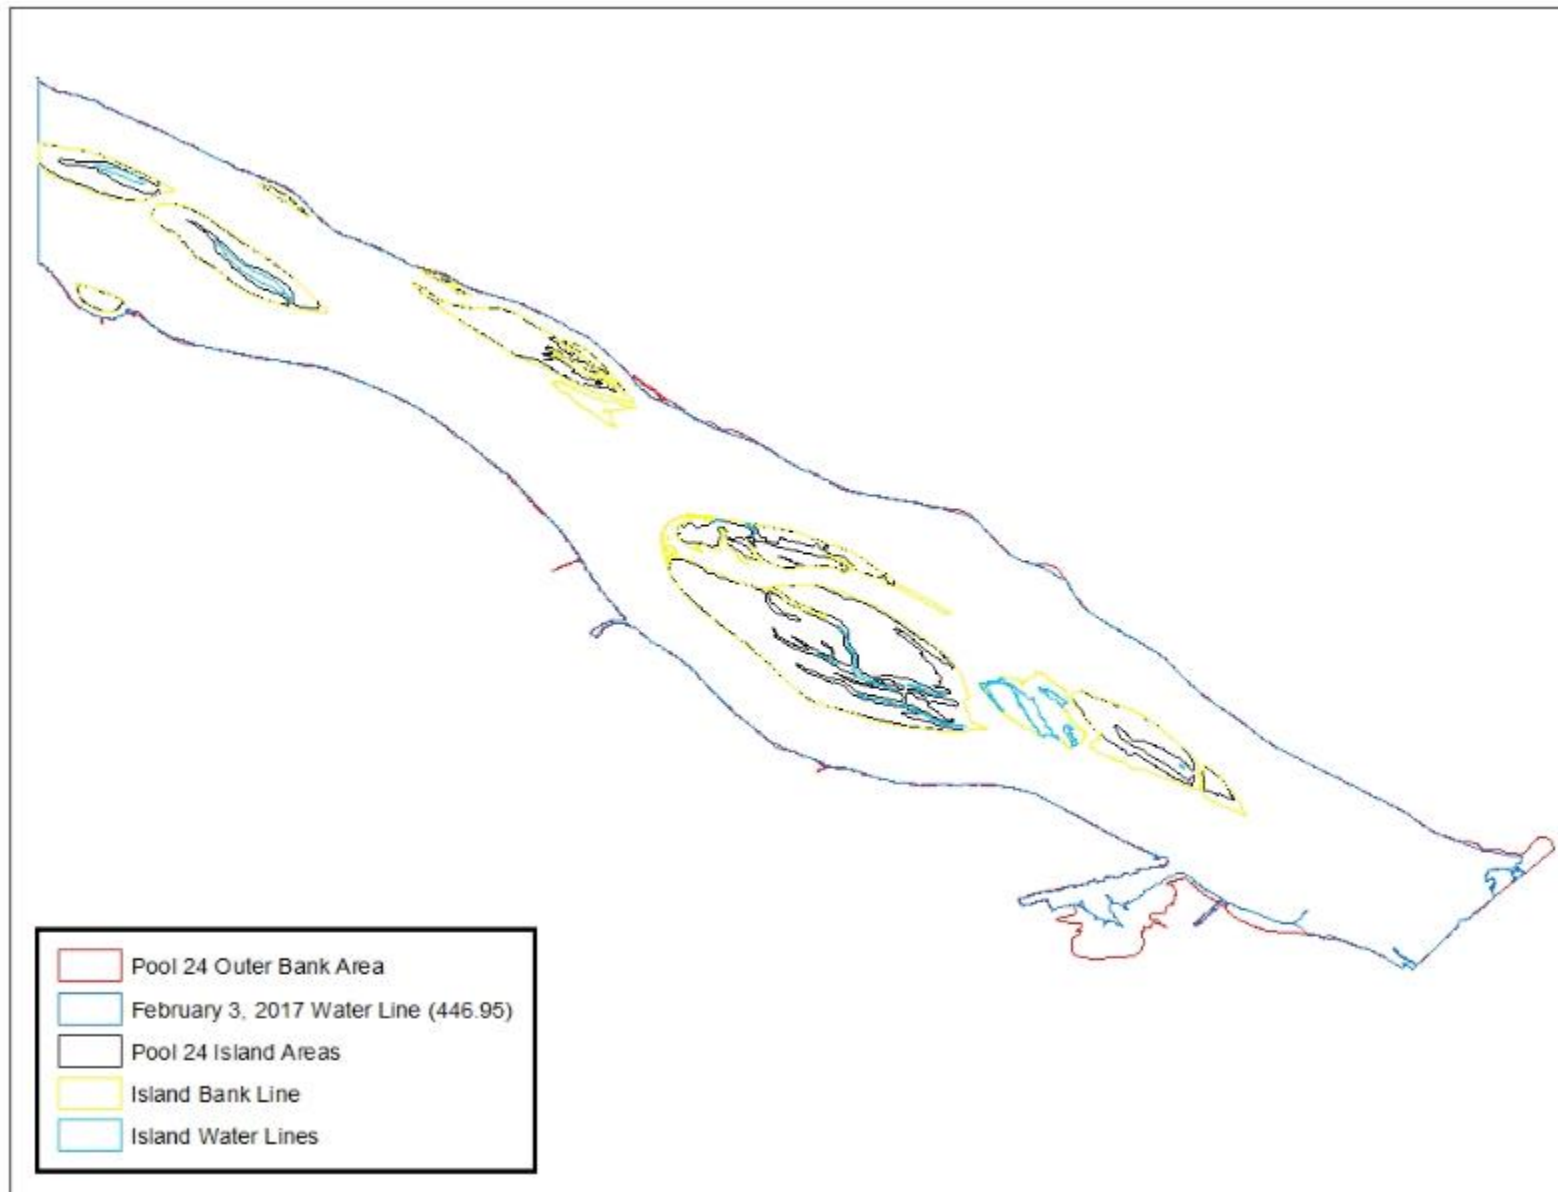 Pool 24 Outer Bank Area
February 3, 2017 Water Line (446.95)
Pool 24 Island Areas
Island Bank Line
Island Water Lines